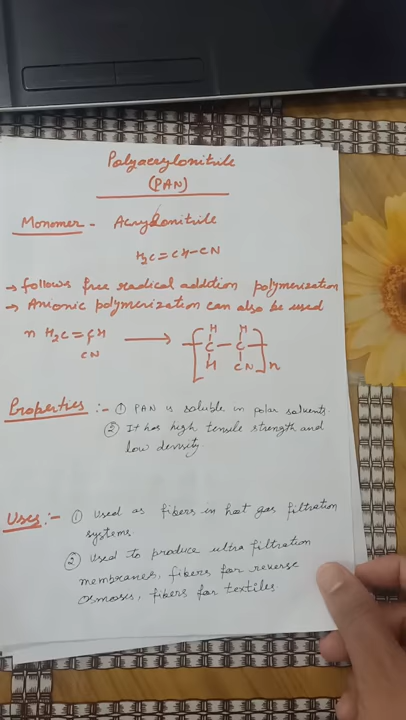 Polyacrylonitrile
(PAN)
Monomer - Acrylonitrile
H₂C=CH-CN
→ follows free radical addition polymerization
→ Anionic polymerization can also be used
n H₂C=CH → [C-C]n
CN H H H CN
Properties :- ① PAN is soluble in polar solvents.
② It has high tensile strength and
low density.
Uses :- ① Used as fibers in hot gas filtration
systems
② Used to produce ultra filtration
membranes, fibers for reverse
osmosis, fibers for textiles.